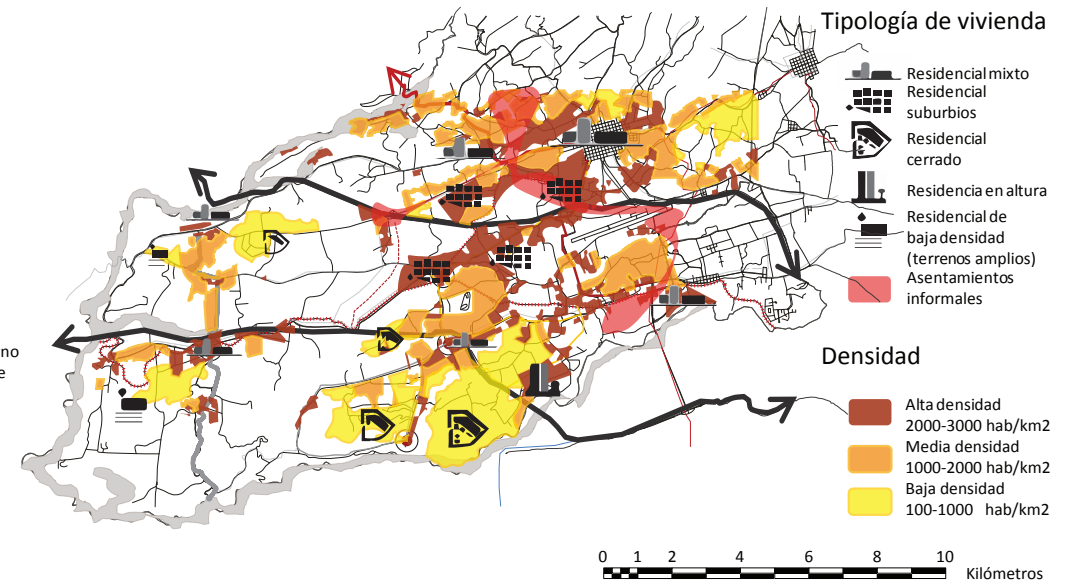 Tipología de vivienda
Residencial mixto
Residencial
suburbios
Residencial
cerrado
Residencia en altura
Residencial de
baja densidad
(terrenos amplios)
Asentamientos
informales
rno
e
Densidad
Alta densidad
2000-3000 hab/km2
Media densidad
1000-2000 hab/km2
Baja densidad
100-1000 hab/km2
0 1 2 4 6 8 10
Kilómetros